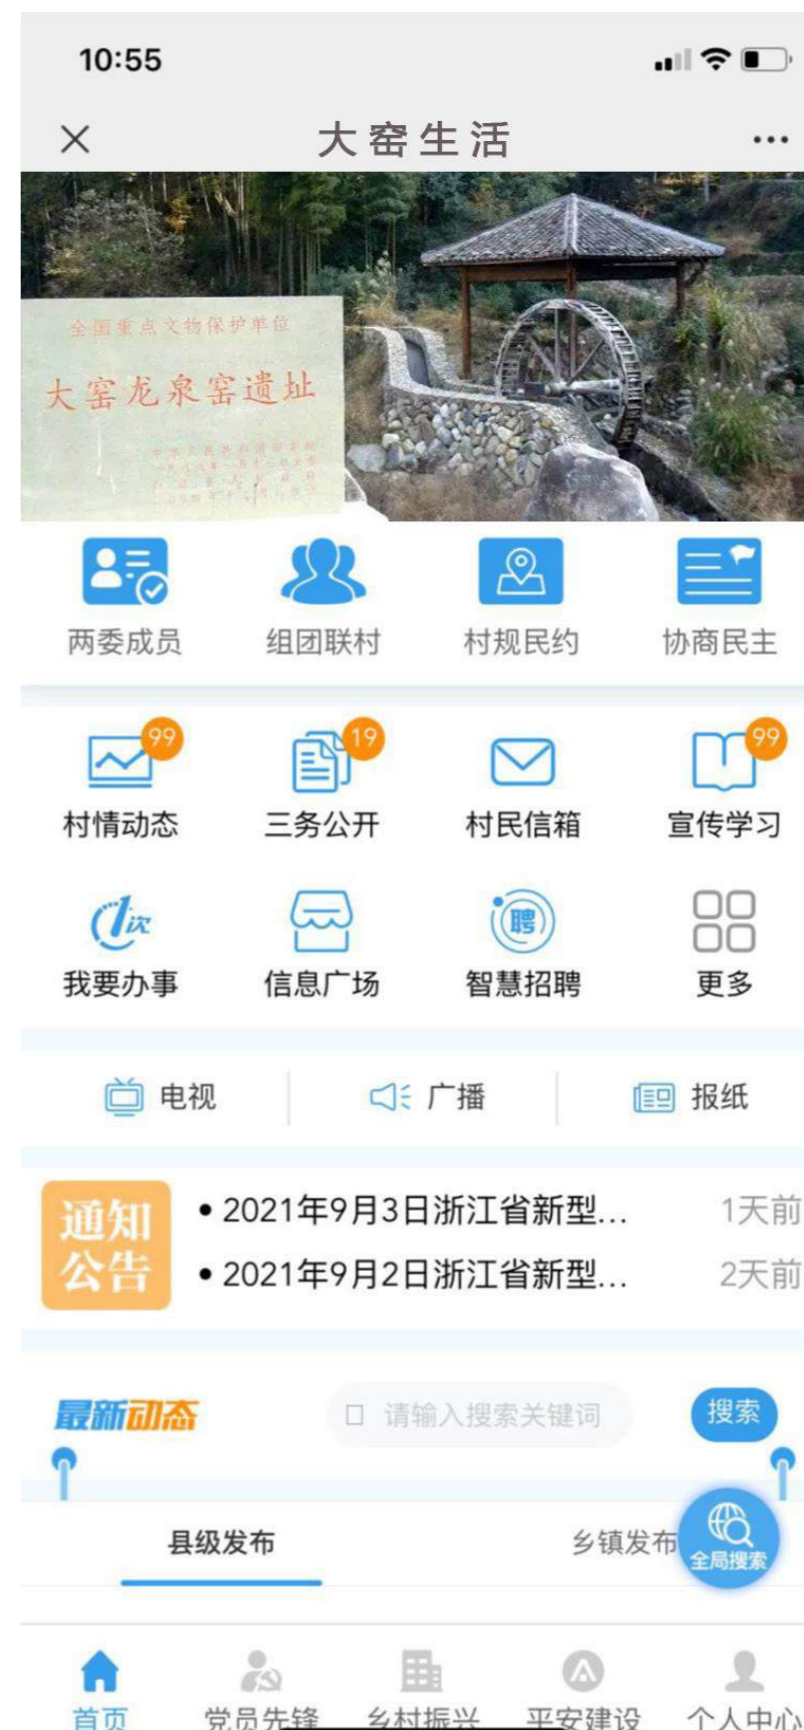 10:55
大窑生活
全国重点文物保护单位
大窑龙泉窑遗址
两委成员 组团联村 村规民约 协商民主
99 19 99
村情动态 三务公开 村民信箱 宣传学习
1次 聘
我要办事 信息广场 智慧招聘 更多
电视 广播 报纸
通知公告
• 2021年9月3日浙江省新型... 1天前
• 2021年9月2日浙江省新型... 2天前
最新动态 请输入搜索关键词 搜索
县级发布 乡镇发布 全局搜索
首页 党员先锋 乡村振兴 平安建设 个人中心